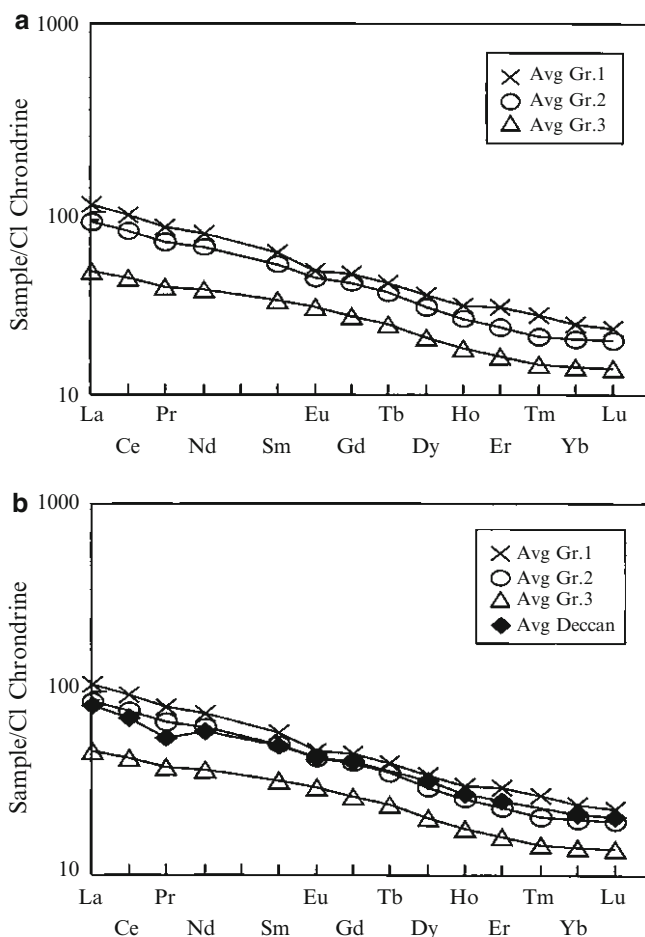 a
1000
100
10
Sample/Cl Chrondrine
Avg Gr.1
Avg Gr.2
Avg Gr.3
La Pr Eu Tb Ho Tm Lu
Ce Nd Sm Gd Dy Er Yb
b
1000
100
10
Sample/Cl Chrondrine
Avg Gr.1
Avg Gr.2
Avg Gr.3
Avg Deccan
La Pr Eu Tb Ho Tm Lu
Ce Nd Sm Gd Dy Er Yb